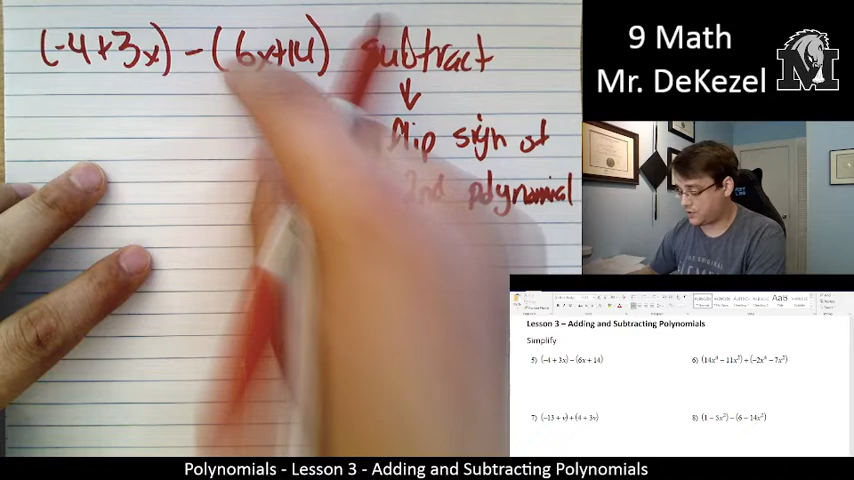 (-4+3x) - (6x+14) subtract
flip sign of
2nd polynomial
9 Math
Mr. DeKezel
Lesson 3 – Adding and Subtracting Polynomials
Simplify
5) (−4 + 3x) − (6x + 14)
6) (14x⁴ − 11x²) + (−2x⁴ − 7x²)
7) (−13 + v) + (4 + 3v)
8) (1 − 5x²) − (6 − 14x²)
Polynomials - Lesson 3 - Adding and Subtracting Polynomials